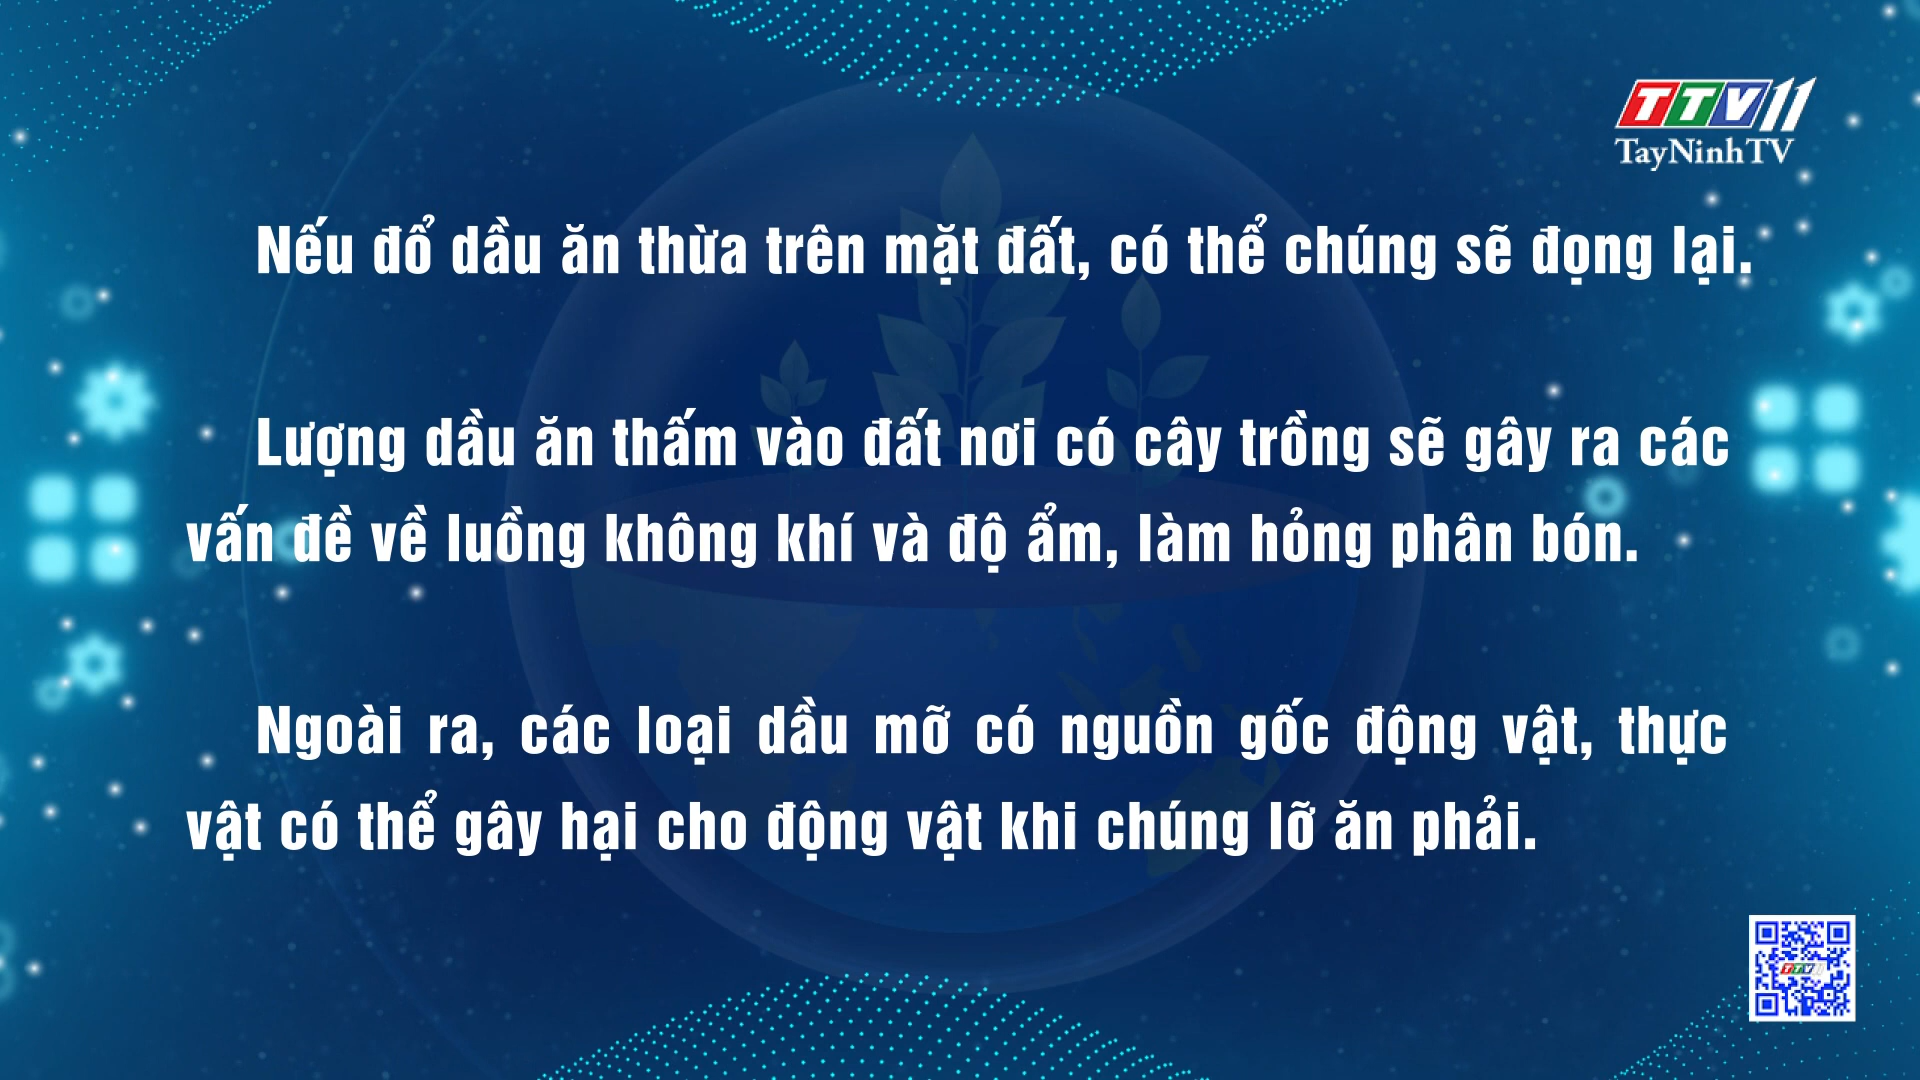 TTV11
TayNinhTV
Nếu đổ dầu ăn thừa trên mặt đất, có thể chúng sẽ đọng lại.
Lượng dầu ăn thấm vào đất nơi có cây trồng sẽ gây ra các
vấn đề về luồng không khí và độ ẩm, làm hỏng phân bón.
Ngoài ra, các loại dầu mỡ có nguồn gốc động vật, thực
vật có thể gây hại cho động vật khi chúng lỡ ăn phải.
TTV11